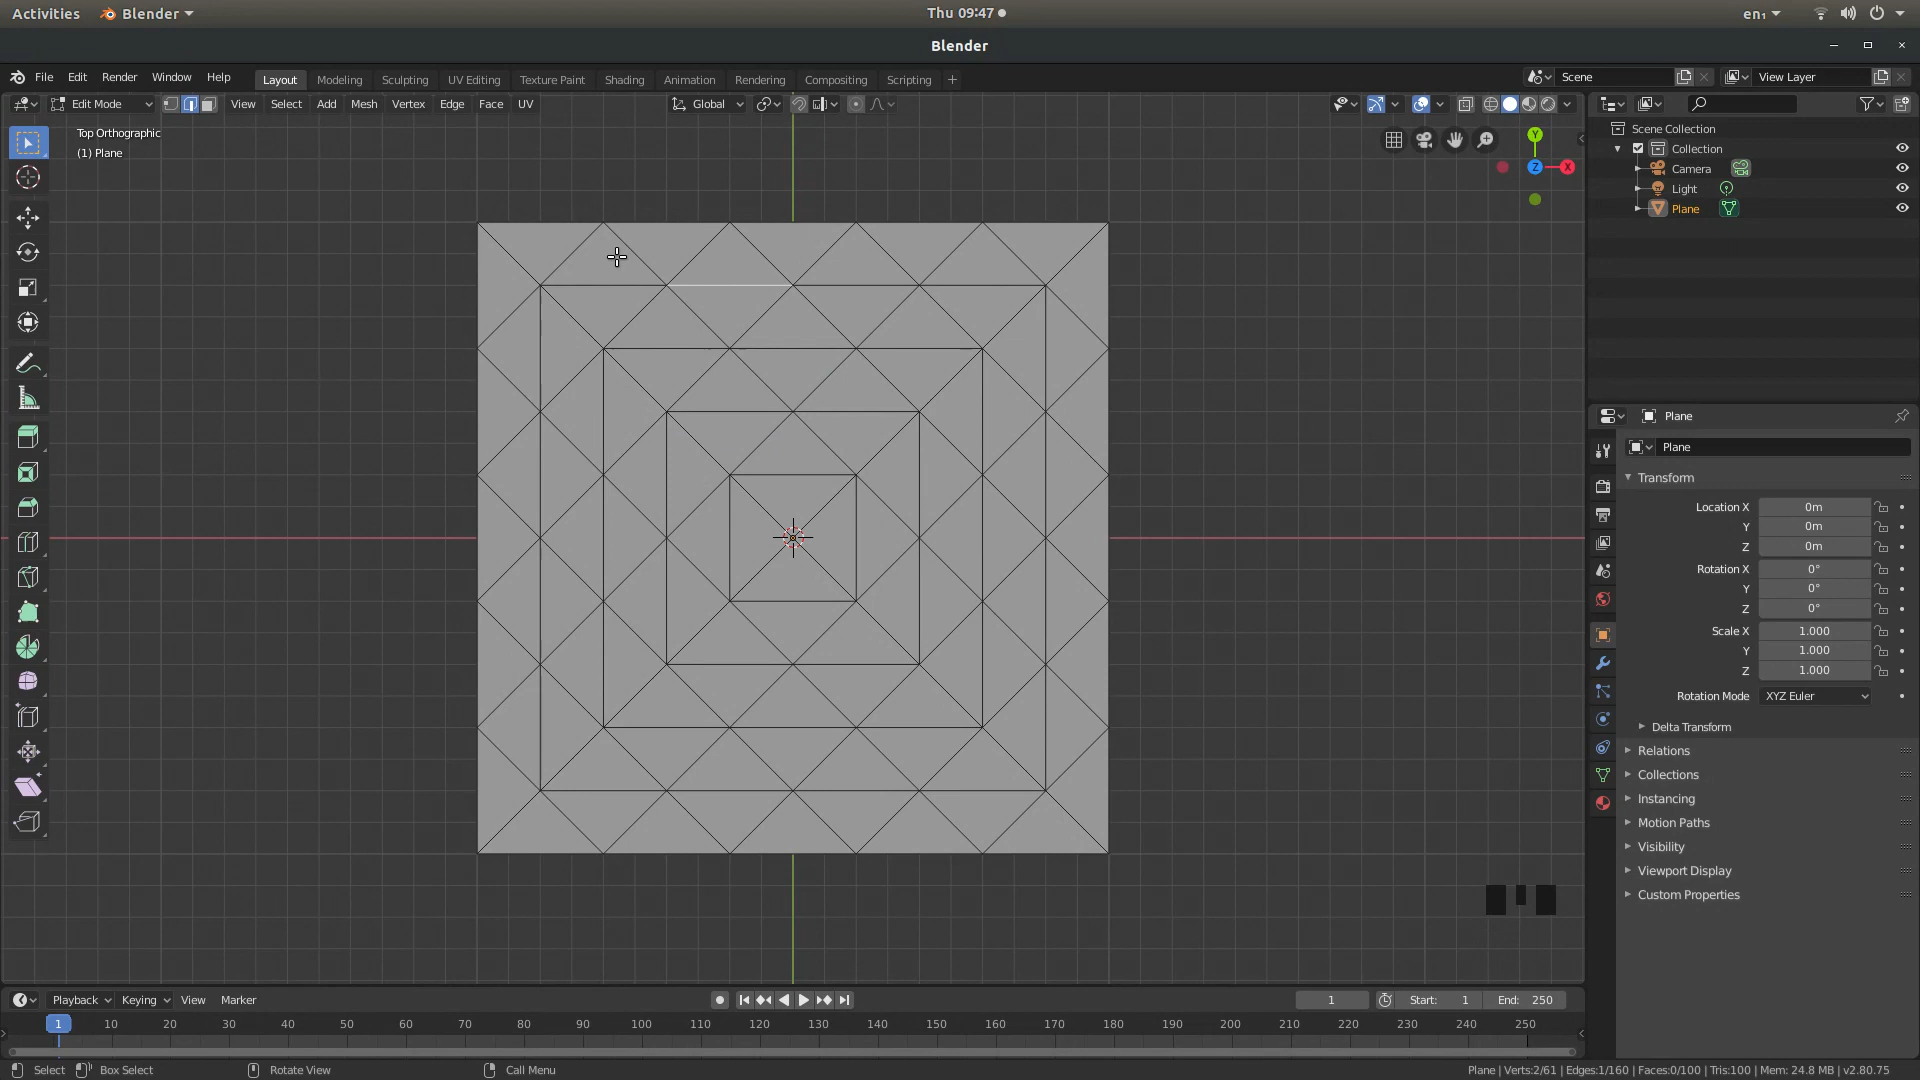 Activities Blender Thu 09:47 en₁
Blender
File Edit Render Window Help Layout Modeling Sculpting UV Editing Texture Paint Shading Animation Rendering Compositing Scripting + Scene View Layer
Edit Mode View Select Add Mesh Vertex Edge Face UV Global
Top Orthographic
(1) Plane
Y
Z X
Scene Collection
Collection
Camera
Light
Plane
Plane
Plane
Transform
Location X 0m
Y 0m
Z 0m
Rotation X 0°
Y 0°
Z 0°
Scale X 1.000
Y 1.000
Z 1.000
Rotation Mode XYZ Euler
Delta Transform
Relations
Collections
Instancing
Motion Paths
Visibility
Viewport Display
Custom Properties
Playback Keying View Marker 1 Start: 1 End: 250
1 10 20 30 40 50 60 70 80 90 100 110 120 130 140 150 160 170 180 190 200 210 220 230 240 250
Select Box Select Rotate View Call Menu Plane | Verts:2/61 | Edges:1/160 | Faces:0/100 | Tris:100 | Mem: 24.8 MB | v2.80.75